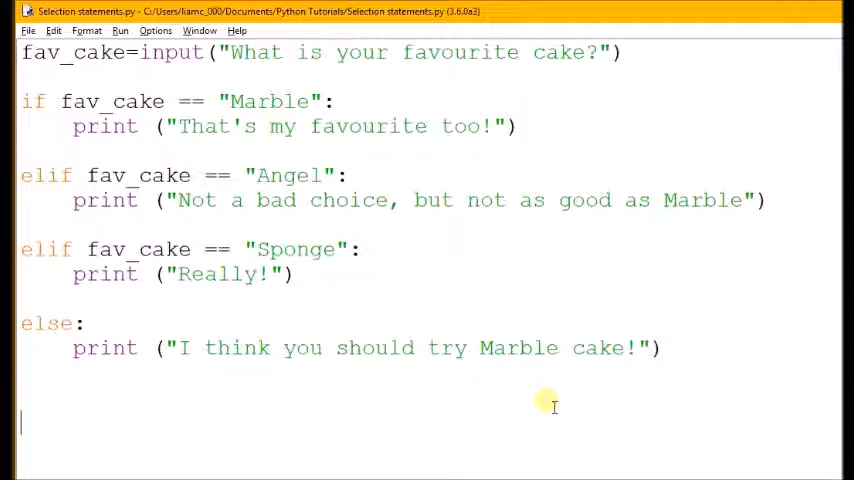 Selection statements.py - C:/Users/liamc_000/Documents/Python Tutorials/Selection statements.py (3.6.0a3)
File Edit Format Run Options Window Help
fav_cake=input("What is your favourite cake?")
if fav_cake == "Marble":
    print ("That's my favourite too!")
elif fav_cake == "Angel":
    print ("Not a bad choice, but not as good as Marble")
elif fav_cake == "Sponge":
    print ("Really!")
else:
    print ("I think you should try Marble cake!")